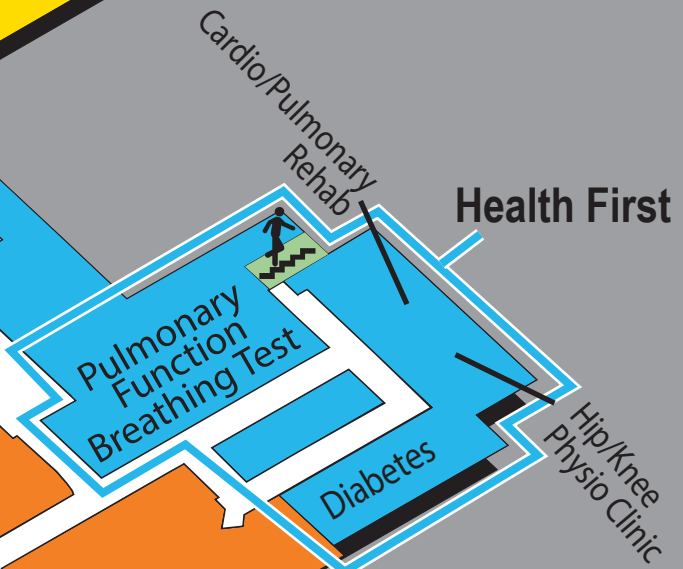 Cardio/Pulmonary
Rehab
Health First
Pulmonary
Function
Breathing Test
Hip/Knee
Physio Clinic
Diabetes